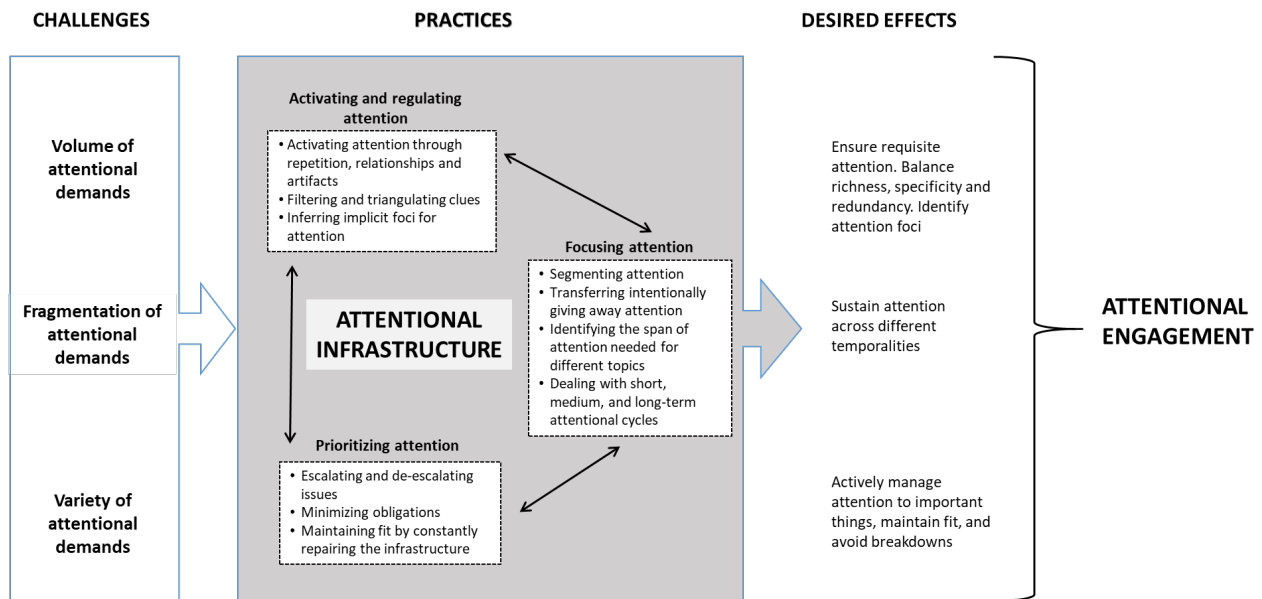 CHALLENGES
PRACTICES
DESIRED EFFECTS
Volume of
attentional
demands
Fragmentation of
attentional
demands
Variety of
attentional
demands
Activating and regulating
attention
• Activating attention through
repetition, relationships and
artifacts
• Filtering and triangulating clues
• Inferring implicit foci for
attention
Focusing attention
• Segmenting attention
• Transferring intentionally
giving away attention
• Identifying the span of
attention needed for
different topics
• Dealing with short,
medium, and long-term
attentional cycles
ATTENTIONAL
INFRASTRUCTURE
Prioritizing attention
• Escalating and de-escalating
issues
• Minimizing obligations
• Maintaining fit by constantly
repairing the infrastructure
Ensure requisite
attention. Balance
richness, specificity and
redundancy. Identify
attention foci
Sustain attention
across different
temporalities
Actively manage
attention to important
things, maintain fit, and
avoid breakdowns
ATTENTIONAL
ENGAGEMENT